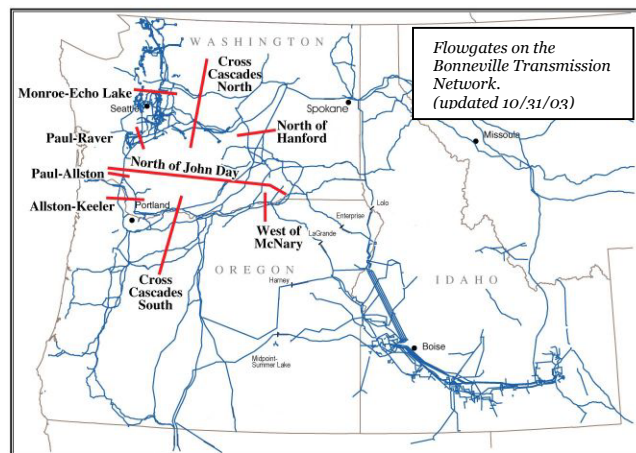 WASHINGTON
Cross
Cascades
North
Flowgates on the
Bonneville Transmission
Network.
(updated 10/31/03)
Monroe-Echo Lake
Seattle
Spokane
Paul-Raver
North of
Hanford
Missoula
North of John Day
Paul-Allston
Allston-Keeler
Portland
West of
McNary
Lolo
Enterprise
LaGrande
Cross
Cascades
South
OREGON
Harney
IDAHO
Midpoint-
Summer Lake
Boise